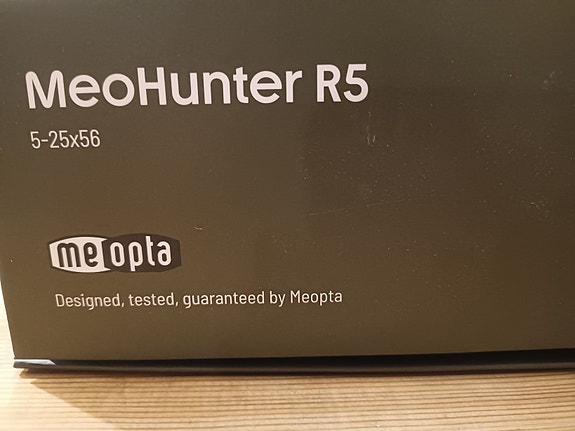 MeoHunter R5
5-25x56
meopta
Designed, tested, guaranteed by Meopta